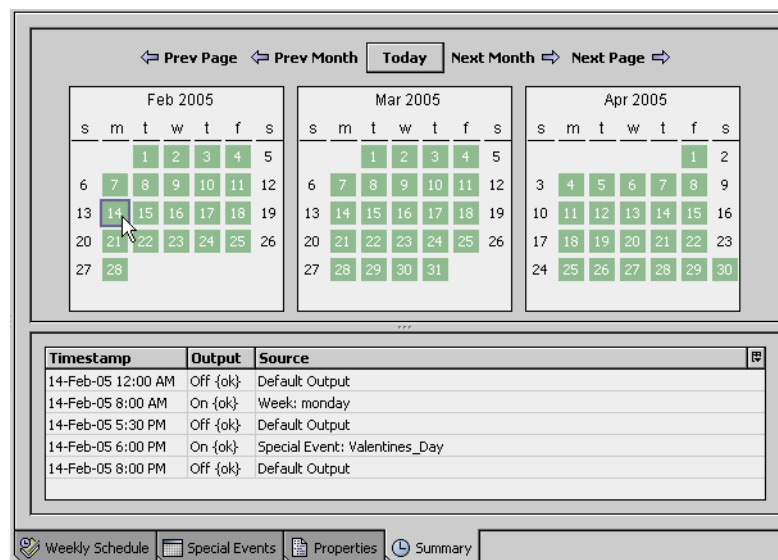 Prev Page Prev Month Today Next Month Next Page
Feb 2005 Mar 2005 Apr 2005
s m t w t f s s m t w t f s s m t w t f s
1 2 3 4 5 1 2 3 4 5 1 2
6 7 8 9 10 11 12 6 7 8 9 10 11 12 3 4 5 6 7 8 9
13 14 15 16 17 18 19 13 14 15 16 17 18 19 10 11 12 13 14 15 16
20 21 22 23 24 25 26 20 21 22 23 24 25 26 17 18 19 20 21 22 23
27 28 27 28 29 30 31 24 25 26 27 28 29 30
Timestamp Output Source
14-Feb-05 12:00 AM Off {ok} Default Output
14-Feb-05 8:00 AM On {ok} Week: monday
14-Feb-05 5:30 PM Off {ok} Default Output
14-Feb-05 6:00 PM On {ok} Special Event: Valentines_Day
14-Feb-05 8:00 PM Off {ok} Default Output
Weekly Schedule Special Events Properties Summary